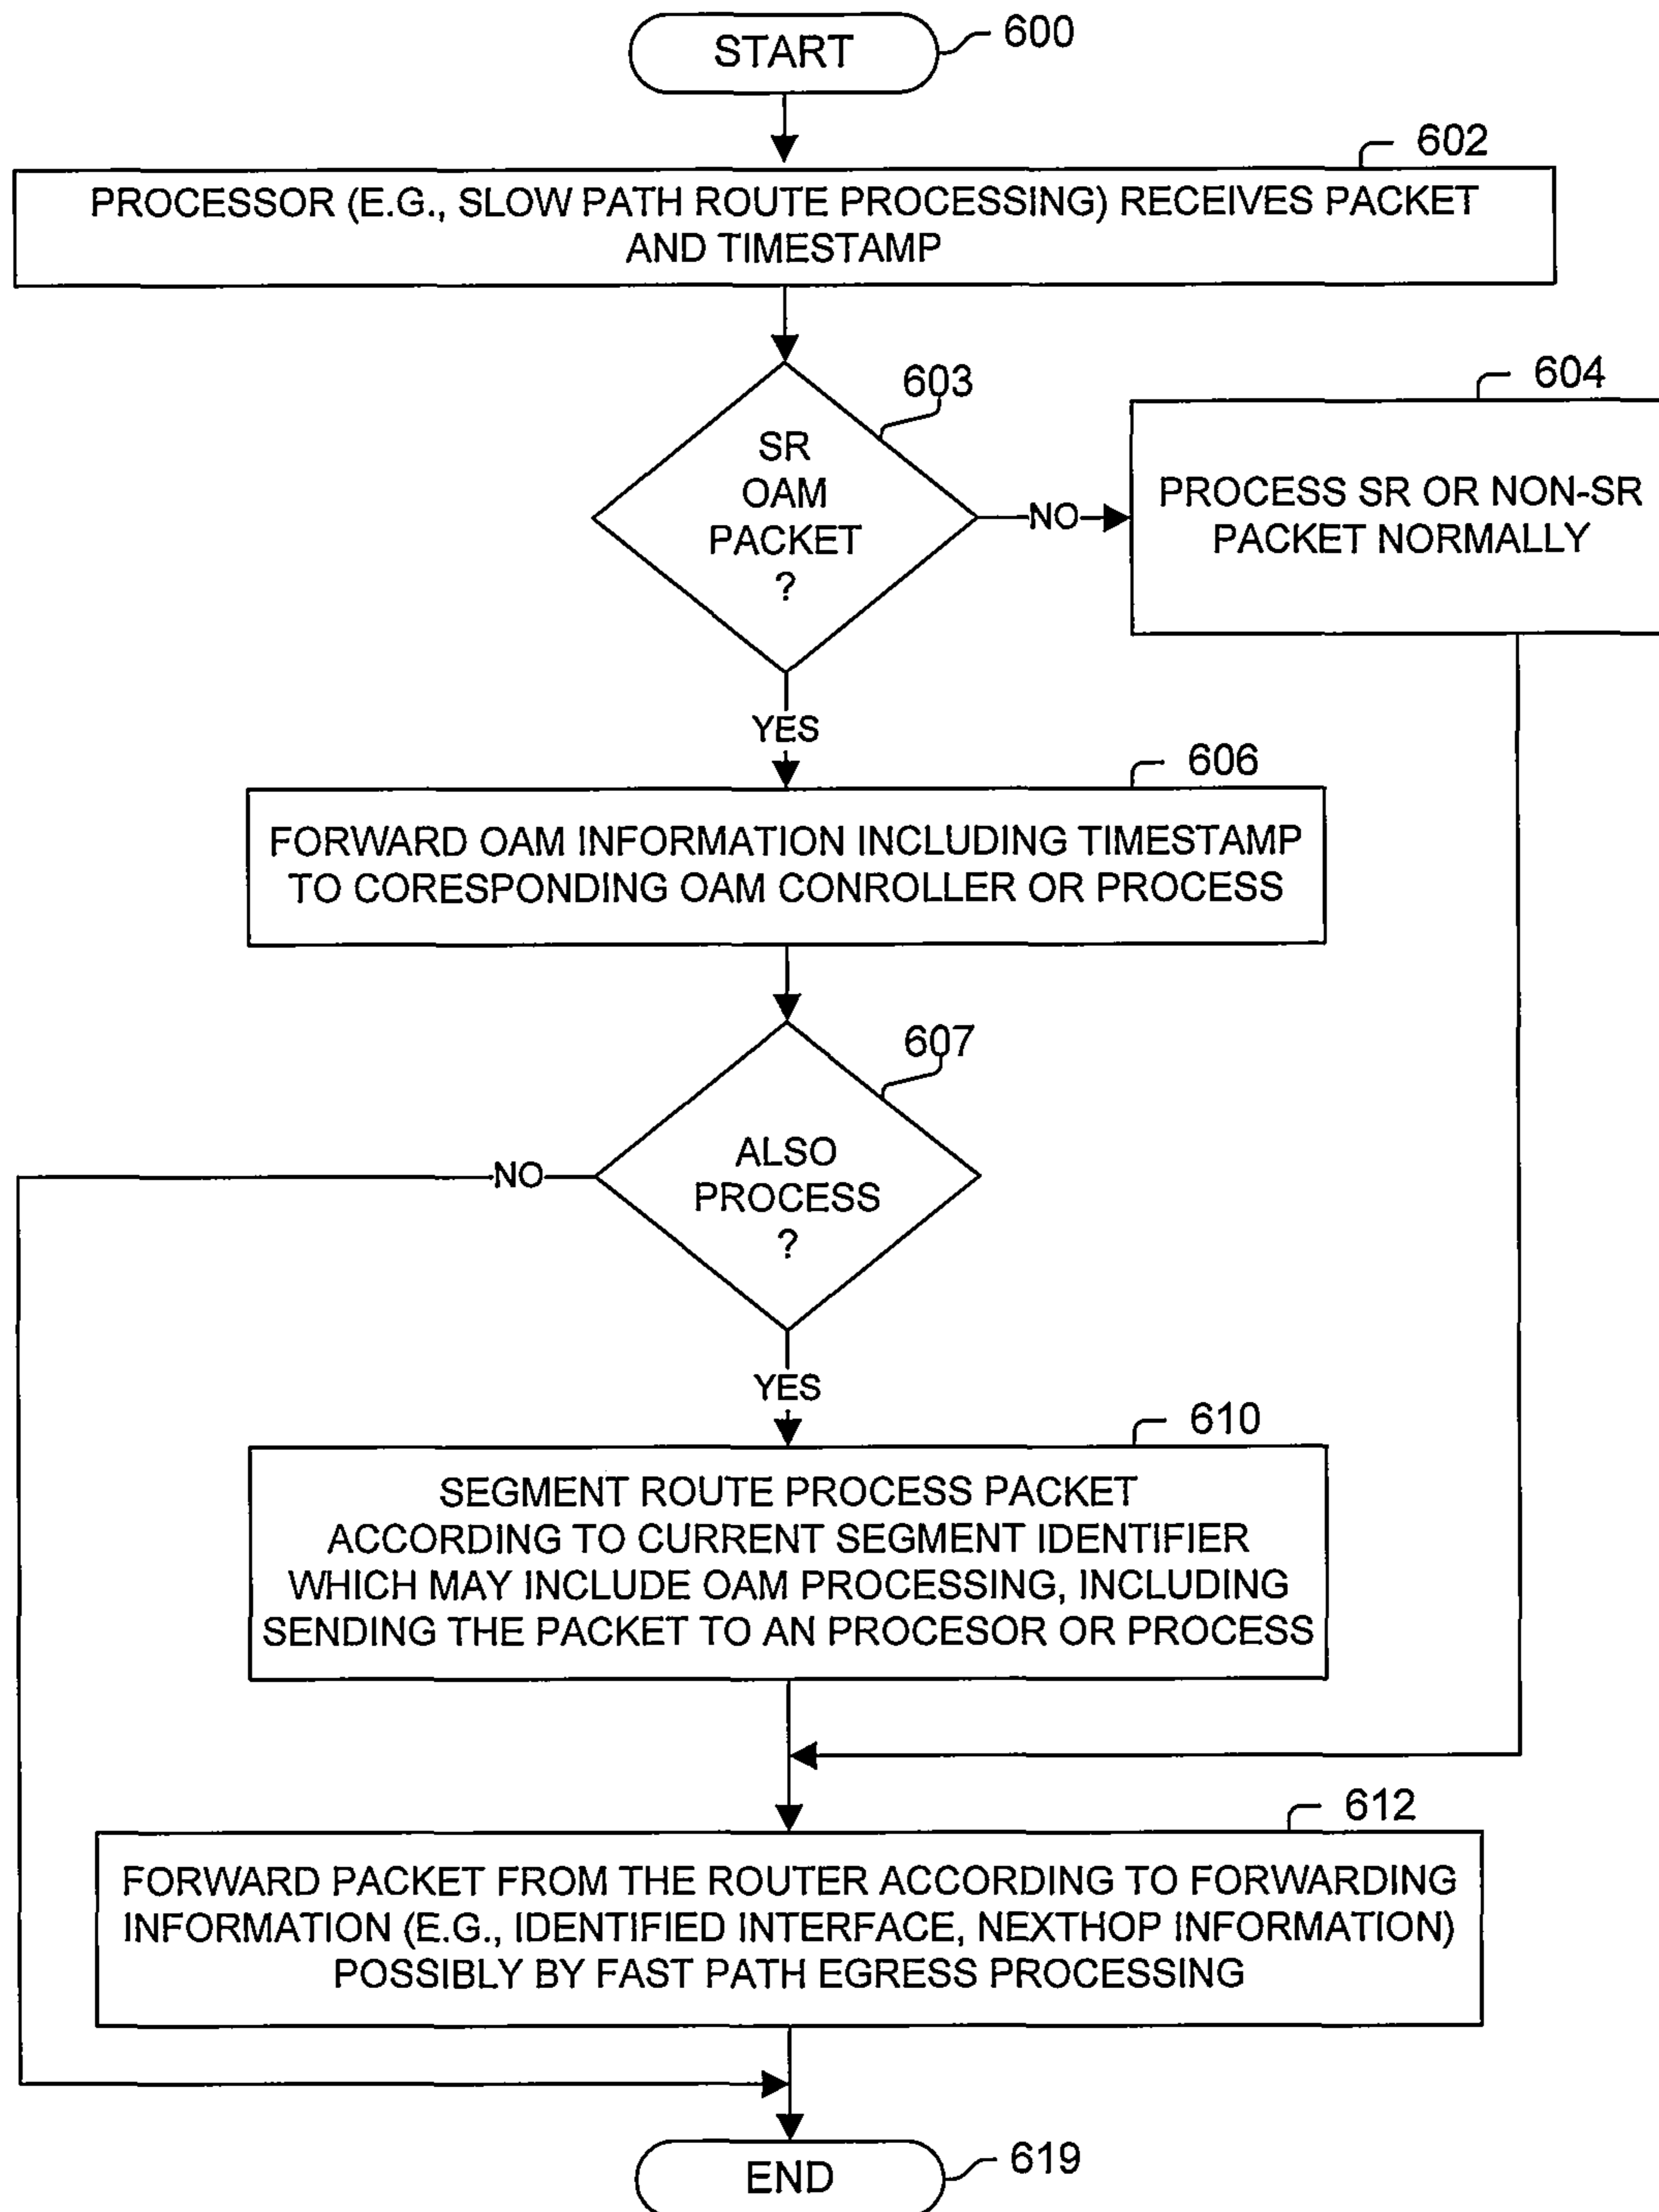 START
600
602
PROCESSOR (E.G., SLOW PATH ROUTE PROCESSING) RECEIVES PACKET
AND TIMESTAMP
603
SR
OAM
PACKET
?
NO
604
PROCESS SR OR NON-SR
PACKET NORMALLY
YES
606
FORWARD OAM INFORMATION INCLUDING TIMESTAMP
TO CORESPONDING OAM CONROLLER OR PROCESS
607
ALSO
PROCESS
?
NO
YES
610
SEGMENT ROUTE PROCESS PACKET
ACCORDING TO CURRENT SEGMENT IDENTIFIER
WHICH MAY INCLUDE OAM PROCESSING, INCLUDING
SENDING THE PACKET TO AN PROCESOR OR PROCESS
612
FORWARD PACKET FROM THE ROUTER ACCORDING TO FORWARDING
INFORMATION (E.G., IDENTIFIED INTERFACE, NEXTHOP INFORMATION)
POSSIBLY BY FAST PATH EGRESS PROCESSING
END
619